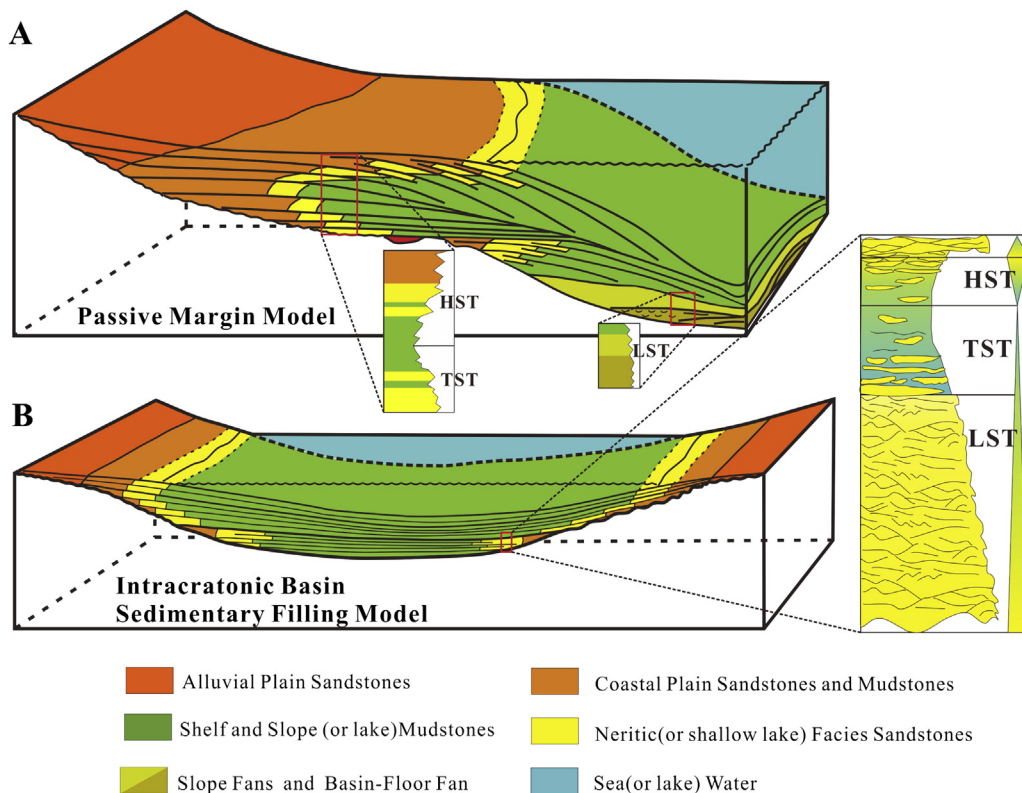 A
Passive Margin Model
HST
TST
LST
HST
TST
LST
B
Intracratonic Basin
Sedimentary Filling Model
Alluvial Plain Sandstones
Coastal Plain Sandstones and Mudstones
Shelf and Slope (or lake)Mudstones
Neritic(or shallow lake) Facies Sandstones
Slope Fans and Basin-Floor Fan
Sea(or lake) Water